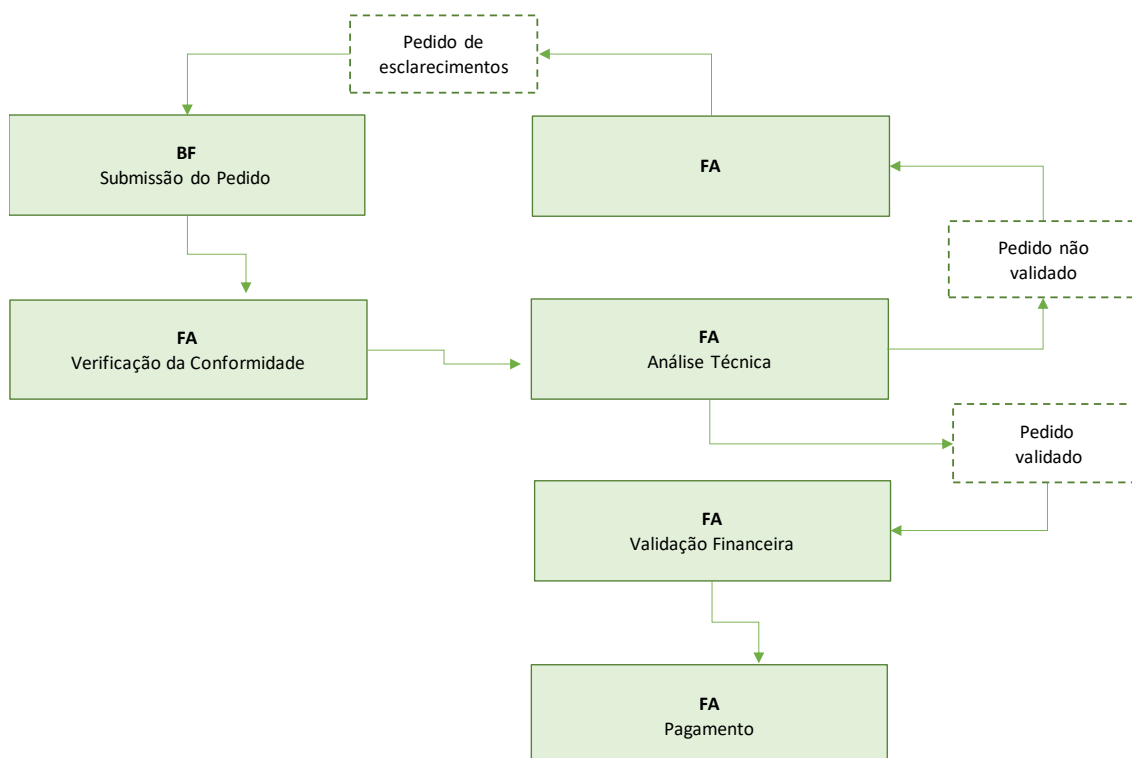 Pedido de
esclarecimentos
BF
Submissão do Pedido
FA
Pedido não
validado
FA
Verificação da Conformidade
FA
Análise Técnica
Pedido
validado
FA
Validação Financeira
FA
Pagamento